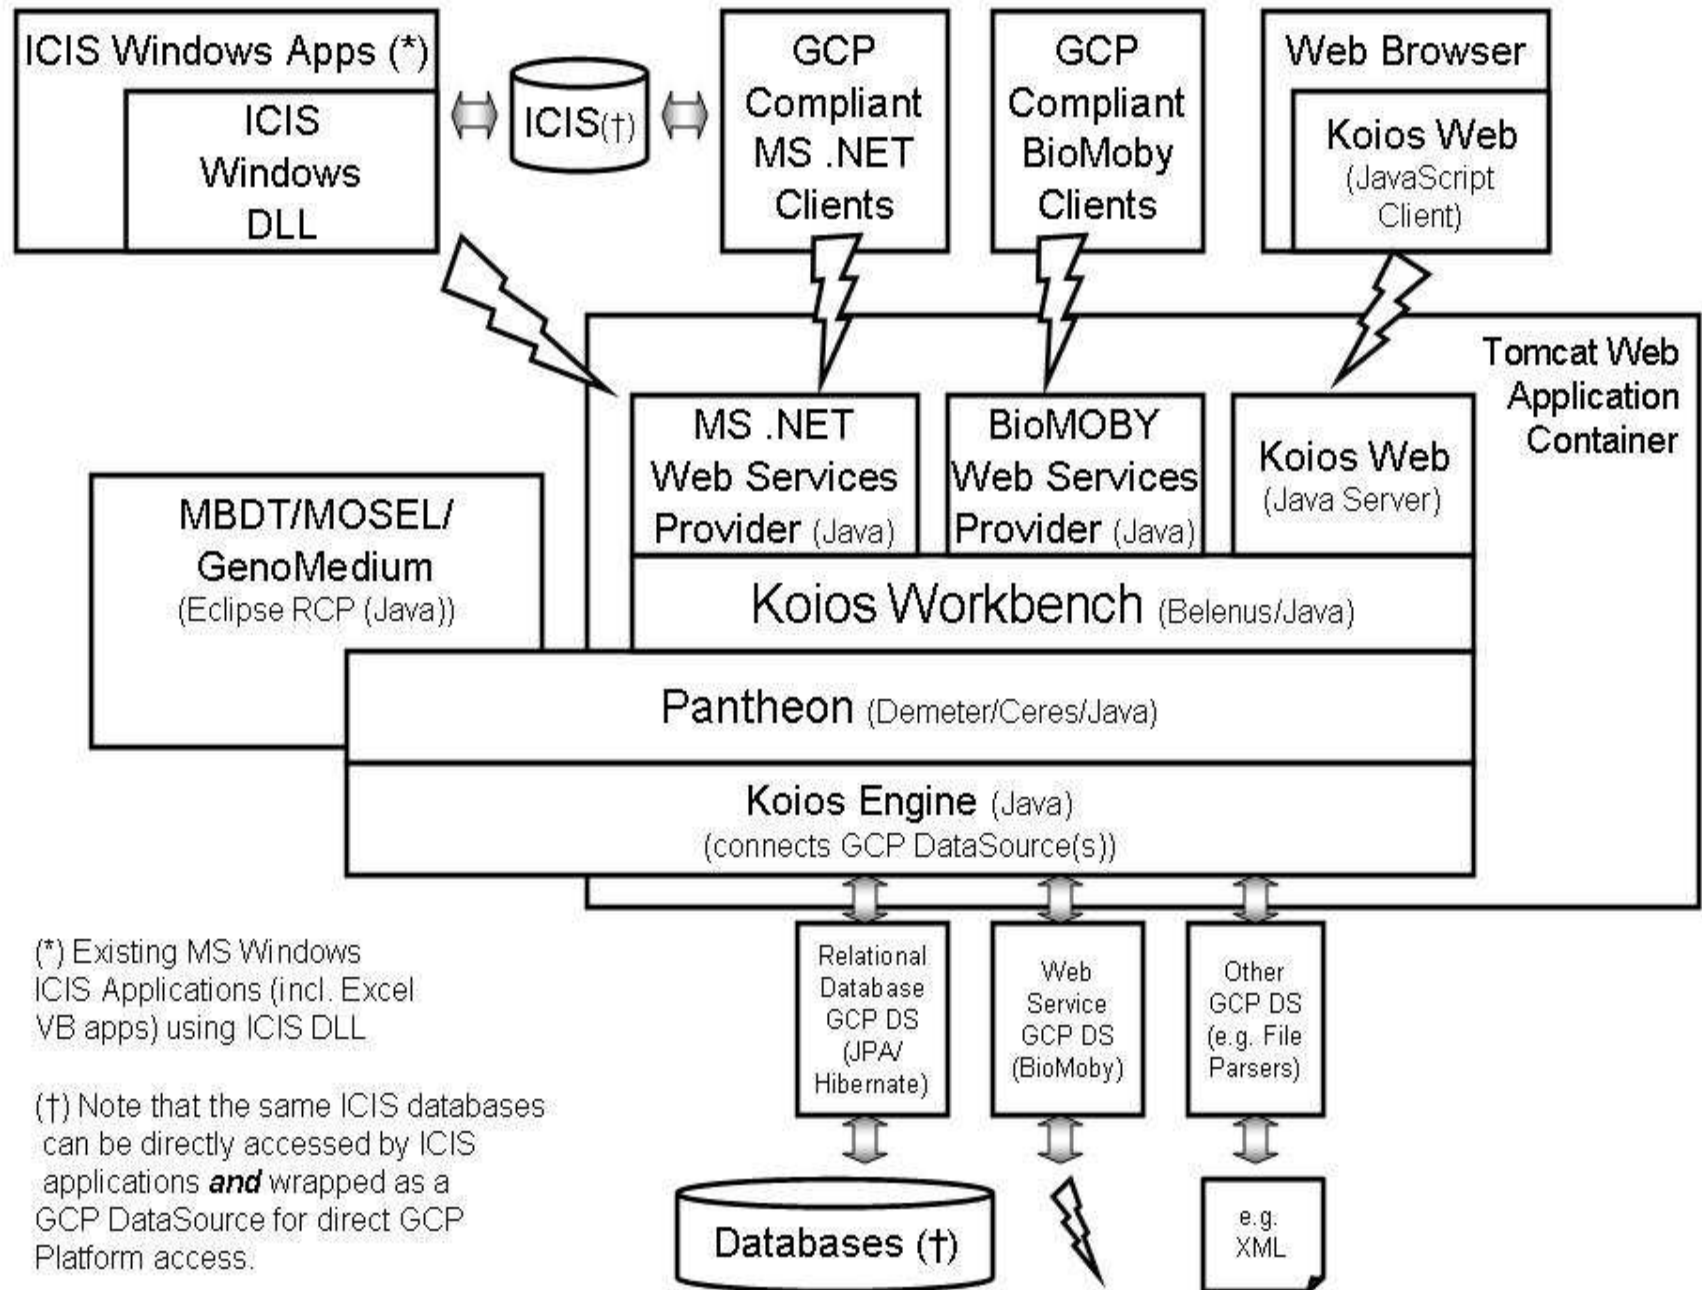 ICIS Windows Apps (*)
ICIS
Windows
DLL
ICIS(†)
GCP
Compliant
MS .NET
Clients
GCP
Compliant
BioMoby
Clients
Web Browser
Koios Web
(JavaScript
Client)
Tomcat Web
Application
Container
MS .NET
Web Services
Provider (Java)
BioMOBY
Web Services
Provider (Java)
Koios Web
(Java Server)
MBDT/MOSEL/
GenoMedium
(Eclipse RCP (Java))
Koios Workbench (Belenus/Java)
Pantheon (Demeter/Ceres/Java)
Koios Engine (Java)
(connects GCP DataSource(s))
(*) Existing MS Windows
ICIS Applications (incl. Excel
VB apps) using ICIS DLL
(†) Note that the same ICIS databases
can be directly accessed by ICIS
applications and wrapped as a
GCP DataSource for direct GCP
Platform access.
Relational
Database
GCP DS
(JPA/
Hibernate)
Web
Service
GCP DS
(BioMoby)
Other
GCP DS
(e.g. File
Parsers)
Databases (†)
e.g.
XML